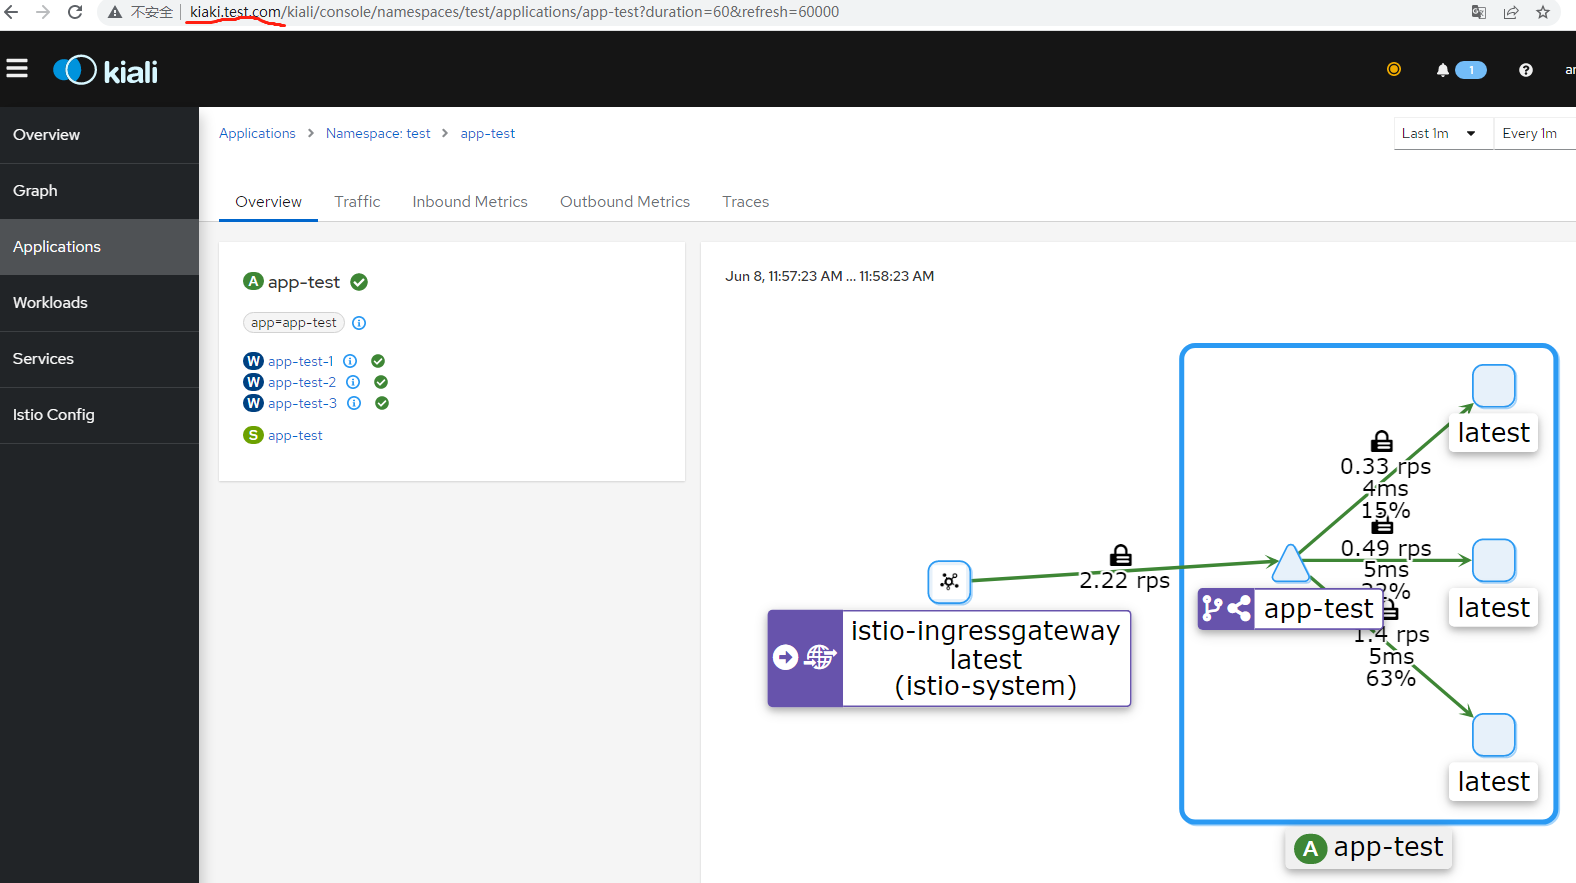 不安全
kiaki.test.com/kiali/console/namespaces/test/applications/app-test?duration=60&refresh=60000
kiali
1
Overview
Graph
Applications
Workloads
Services
Istio Config
Applications > Namespace: test > app-test
Last 1m
Every 1m
Overview
Traffic
Inbound Metrics
Outbound Metrics
Traces
A app-test
app=app-test
W app-test-1
W app-test-2
W app-test-3
S app-test
Jun 8, 11:57:23 AM ... 11:58:23 AM
latest
0.33 rps
4ms
15%
0.49 rps
5ms
latest
2.22 rps
app-test
1.4 rps
5ms
63%
istio-ingressgateway
latest
(istio-system)
latest
A app-test